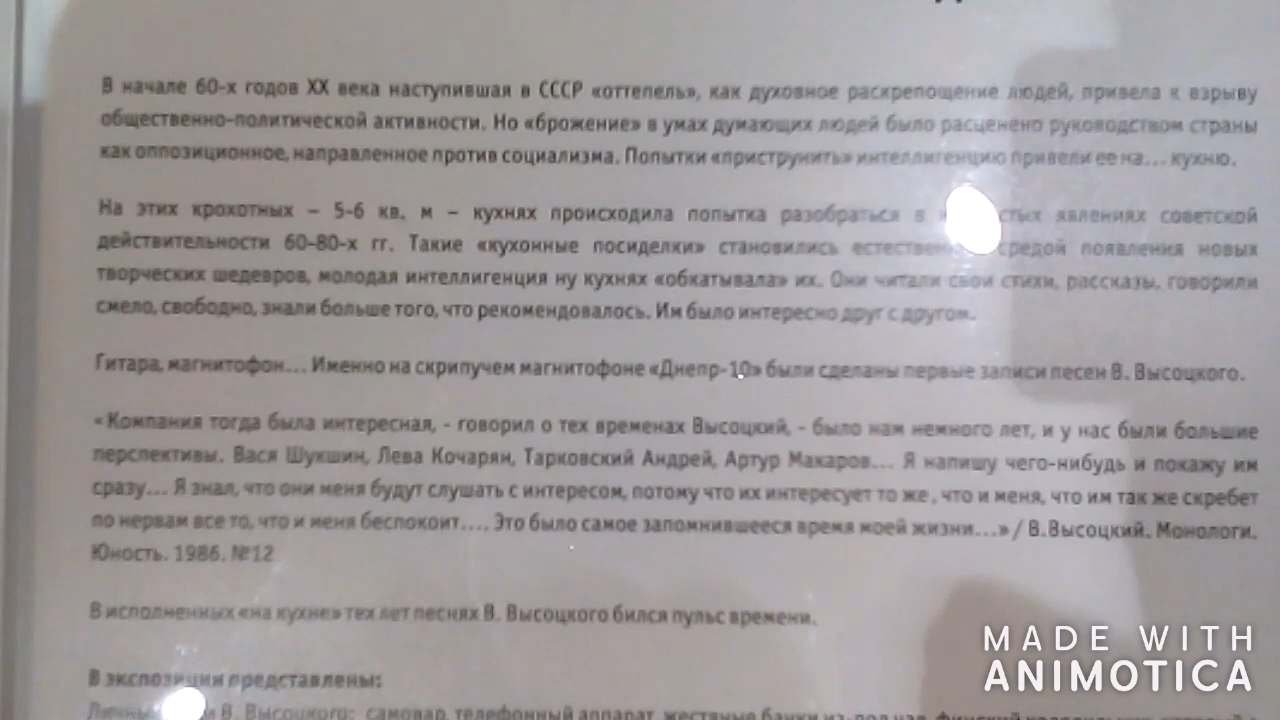 В начале 60-х годов XX века наступившая в СССР «оттепель», как духовное раскрепощение людей, привела к взрыву
общественно-политической активности. Но «брожение» в умах думающих людей было расценено руководством страны
как оппозиционное, направленное против социализма. Попытки «приструнить» интеллигенцию привели ее на... кухню.
На этих крохотных – 5-6 кв. м – кухнях происходила попытка разобраться в явлениях советской
действительности 60-80-х гг. Такие «кухонные посиделки» становились средой появления новых
творческих шедевров, молодая интеллигенция ну кухнях «обкатывала» их. Они читали свои стихи, рассказы, говорили
смело, свободно, знали больше того, что рекомендовалось. Им было интересно друг с другом.
Гитара, магнитофон... Именно на скрипучем магнитофоне «Днепр-10» были сделаны первые записи песен В. Высоцкого.
«Компания тогда была интересная, - говорил о тех временах Высоцкий, - было нам немного лет, и у нас были большие
перспективы. Вася Шукшин, Лева Кочарян, Тарковский Андрей, Артур Макаров... Я напишу чего-нибудь и покажу им
сразу... Я знал, что они меня будут слушать с интересом, потому что их интересует то же , что и меня, что им так же скребет
по нервам все то, что и меня беспокоит.... Это было самое запомнившееся время моей жизни...» / В.Высоцкий. Монологи.
Юность. 1986. №12
В исполненных «на кухне» тех лет песнях В. Высоцкого бился пульс времени.
В экспозиции представлены:
В. Высоцкого: самовар, телефонный аппарат, жестяные банки из-под чая,
MADE WITH
ANIMOTICA